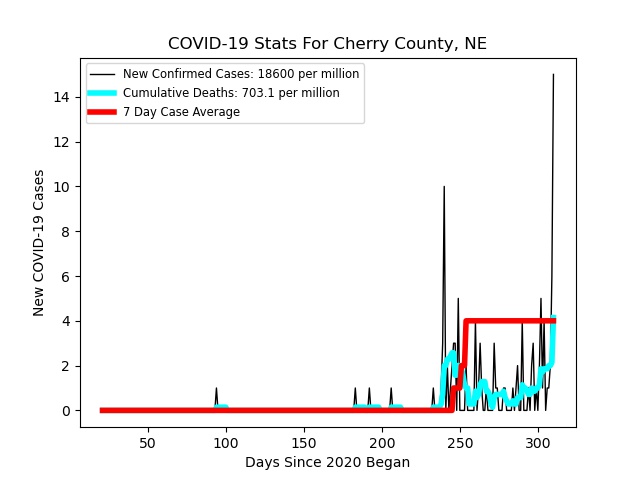 COVID-19 Stats For Cherry County, NE
New Confirmed Cases: 18600 per million
Cumulative Deaths: 703.1 per million
7 Day Case Average
New COVID-19 Cases
14
12
10
8
6
4
2
0
50 100 150 200 250 300
Days Since 2020 Began